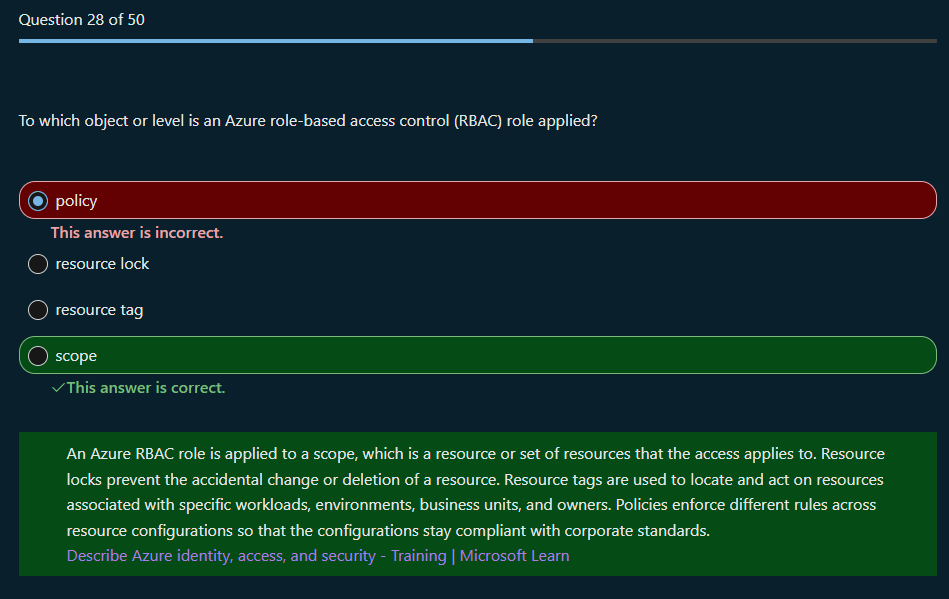 Question 28 of 50
To which object or level is an Azure role-based access control (RBAC) role applied?
policy
This answer is incorrect.
resource lock
resource tag
scope
✓This answer is correct.
An Azure RBAC role is applied to a scope, which is a resource or set of resources that the access applies to. Resource
locks prevent the accidental change or deletion of a resource. Resource tags are used to locate and act on resources
associated with specific workloads, environments, business units, and owners. Policies enforce different rules across
resource configurations so that the configurations stay compliant with corporate standards.
Describe Azure identity, access, and security - Training | Microsoft Learn